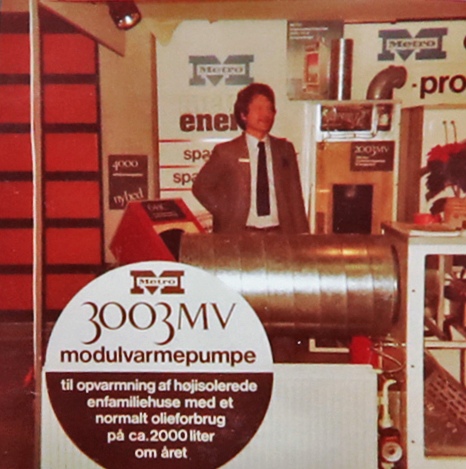 Metro
Metro
-pro
ener
spa
spa
4000
nyhed
2003MV
Metro
3003MV
modulvarmepumpe
til opvarmning af højisolerede
enfamiliehuse med et
normalt olieforbrug
på ca. 2000 liter
om året